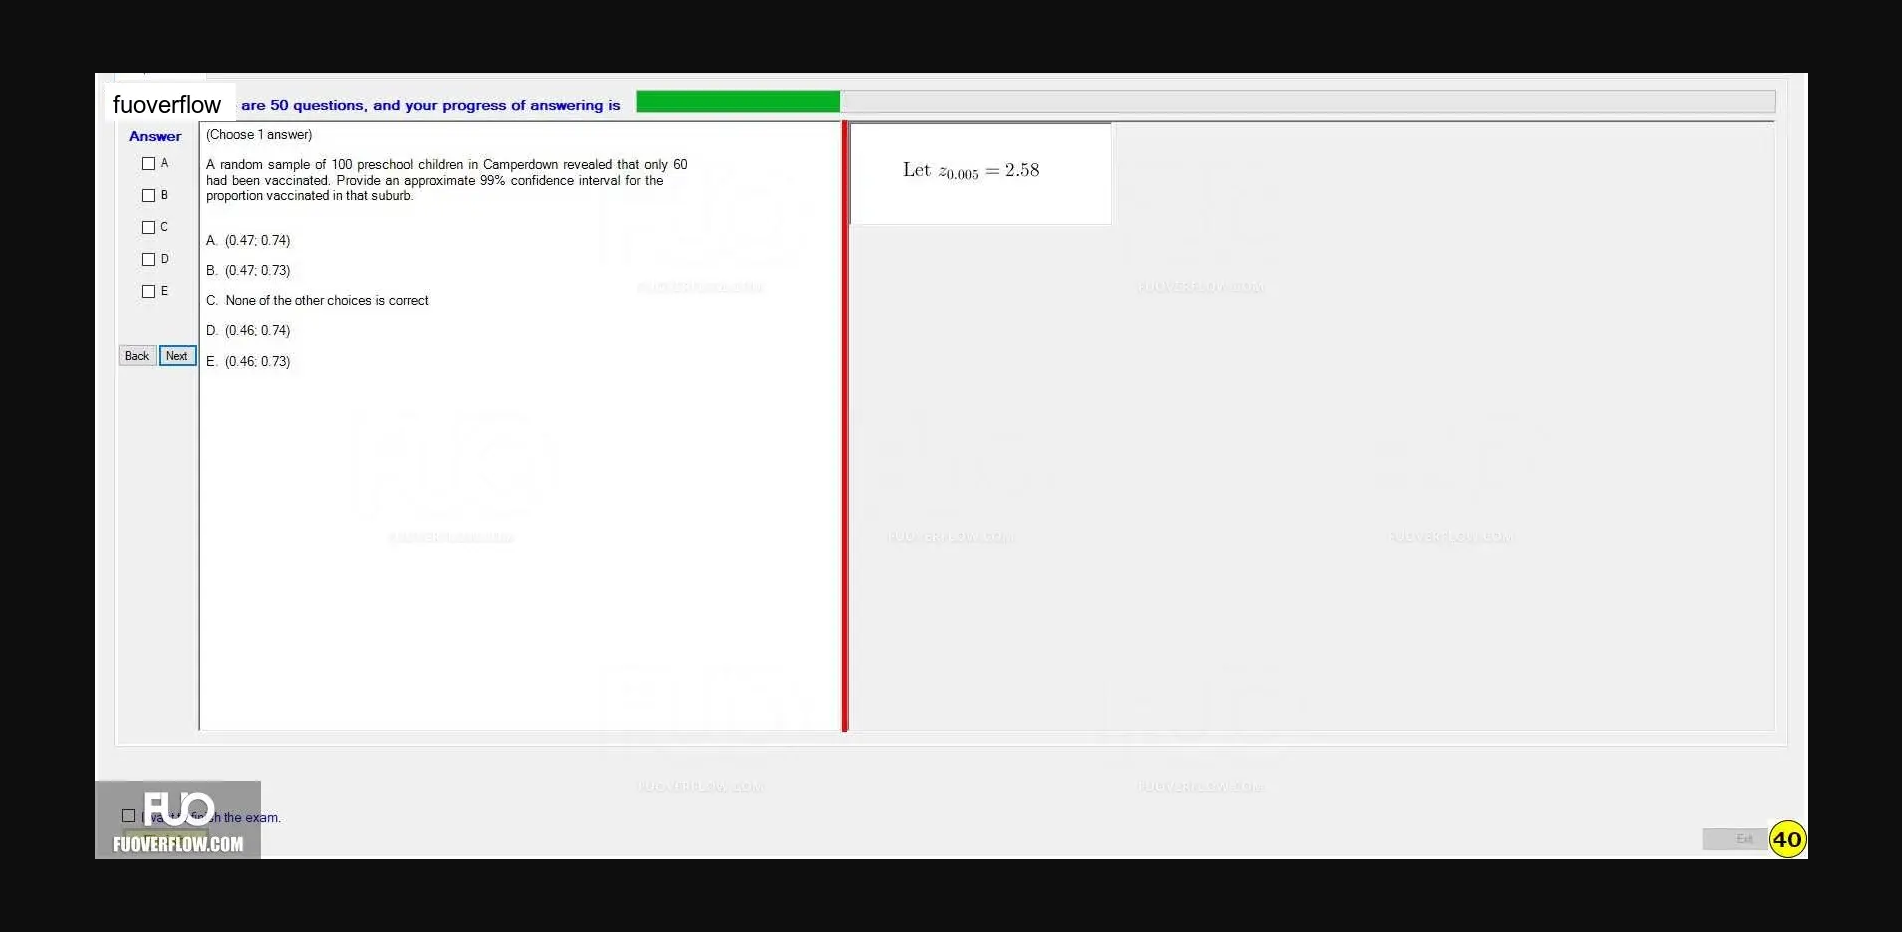 fuoverflow
are 50 questions, and your progress of answering is
Answer
A
B
C
D
E
Back
Next
(Choose 1 answer)
A random sample of 100 preschool children in Camperdown revealed that only 60
had been vaccinated. Provide an approximate 99% confidence interval for the
proportion vaccinated in that suburb.
A. (0.47; 0.74)
B. (0.47; 0.73)
C. None of the other choices is correct
D. (0.46; 0.74)
E. (0.46; 0.73)
Let z0.005 = 2.58
FUOVERFLOW.COM
FUOVERFLOW.COM
FUOVERFLOW.COM
FUOVERFLOW.COM
FUOVERFLOW.COM
FUOVERFLOW.COM
FUOVERFLOW.COM
I want to finish the exam.
FUO
FUOVERFLOW.COM
Exit
40